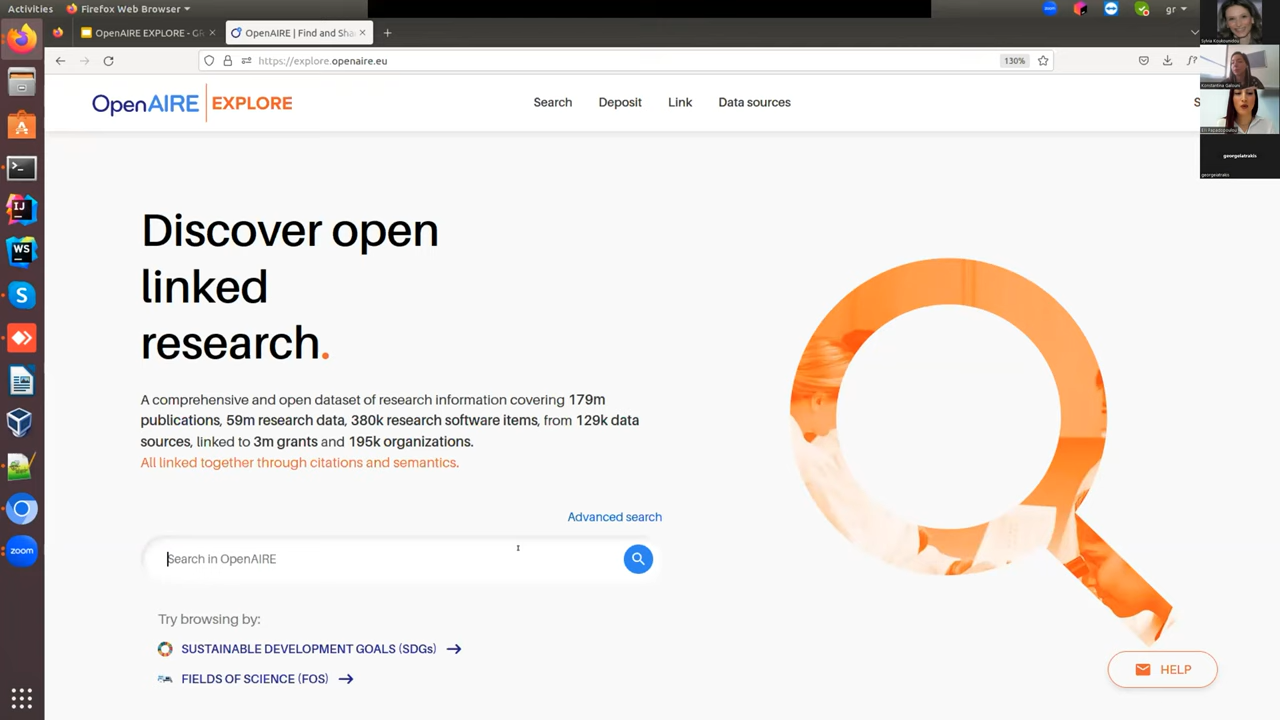 Activities
Firefox Web Browser
gr
OpenAIRE EXPLORE - GR
OpenAIRE | Find and Sha
https://explore.openaire.eu
130%
OpenAIRE EXPLORE
Search
Deposit
Link
Data sources
S
Discover open
linked
research.
A comprehensive and open dataset of research information covering 179m
publications, 59m research data, 380k research software items, from 129k data
sources, linked to 3m grants and 195k organizations.
All linked together through citations and semantics.
Advanced search
Search in OpenAIRE
Try browsing by:
SUSTAINABLE DEVELOPMENT GOALS (SDGs)
FIELDS OF SCIENCE (FOS)
HELP
IJ
WS
S
zoom
georgelatrakis